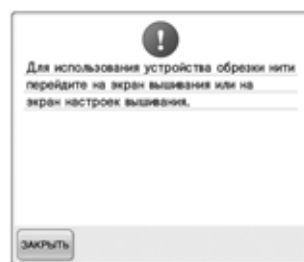 Для использования устройства обрезки нити
перейдите на экран вышивания или на
экран настроек вышивания.
ЗАКРЫТЬ